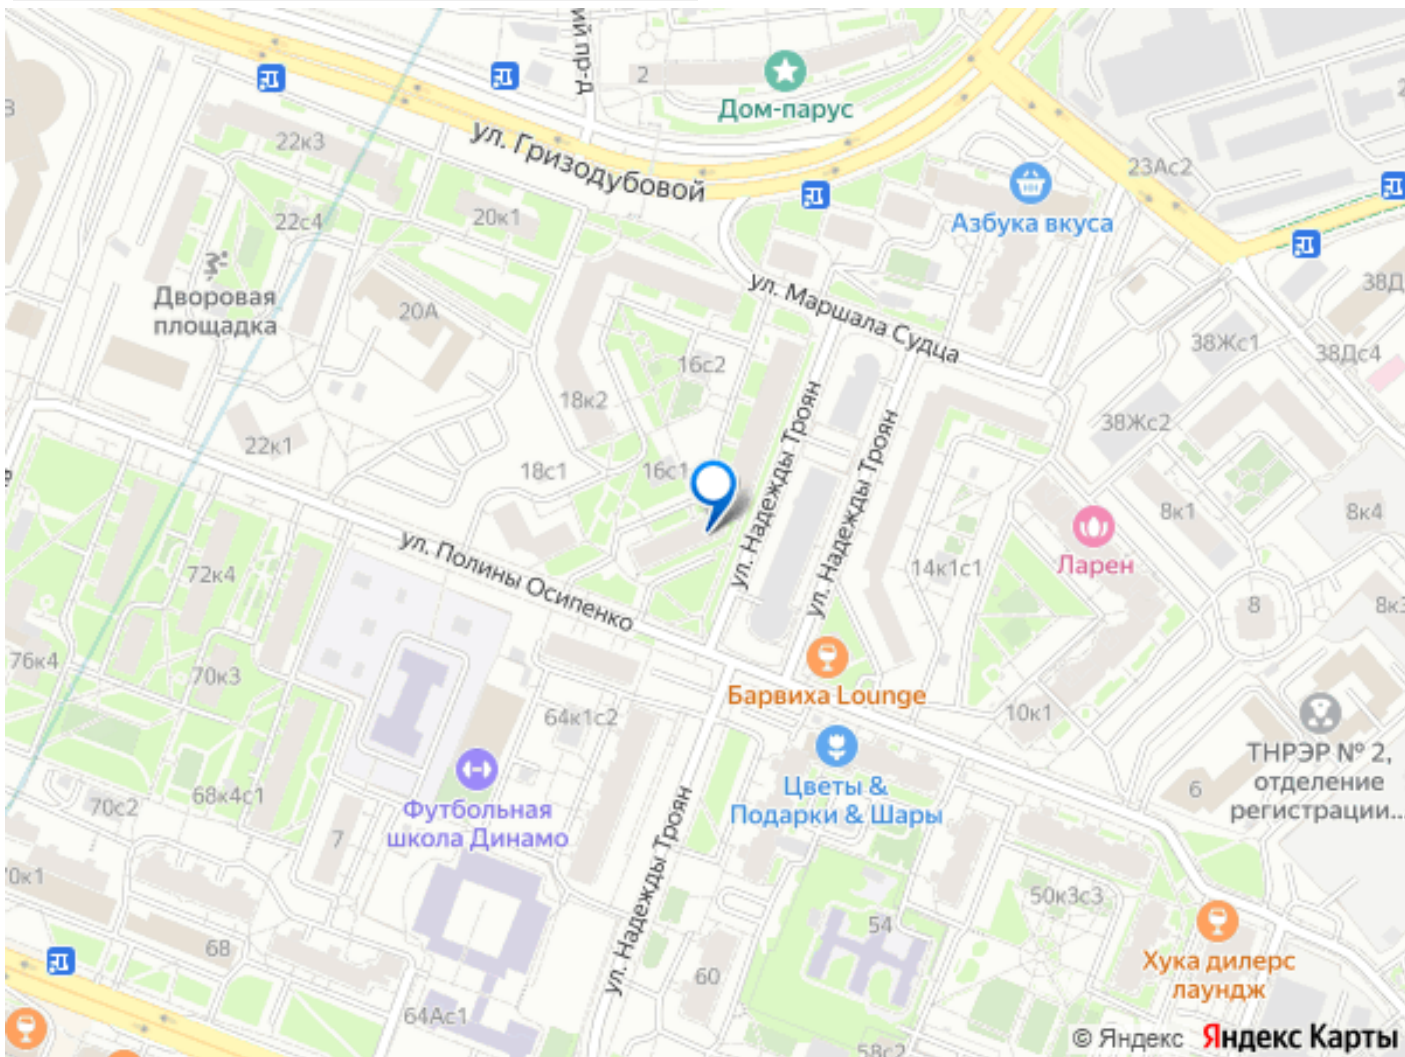 ий пр-д
2
Дом-парус
ул. Гризодубовой
22к3
22с4
20к1
Азбука вкуса
23Ас2
Дворовая
площадка
20А
ул. Маршала Судца
38Д
38Жс1
38Дс4
16с2
18к2
ул. Надежды Троян
ул. Надежды Троян
38Жс2
22к1
18с1
16с1
8к1
8к4
ул. Полины Осипенко
Ларен
14к1с1
72к4
8
8к3
76к4
70к3
Барвиха Lounge
64к1с2
10к1
ТНРЭР № 2,
отделение
регистрации...
6
Цветы &
Подарки & Шары
Футбольная
школа Динамо
70с2
68к4с1
7
ул. Надежды Троян
0к1
50к3с3
54
68
60
Хука дилерс
лаундж
64Ас1
58с2
© Яндекс Яндекс Карты